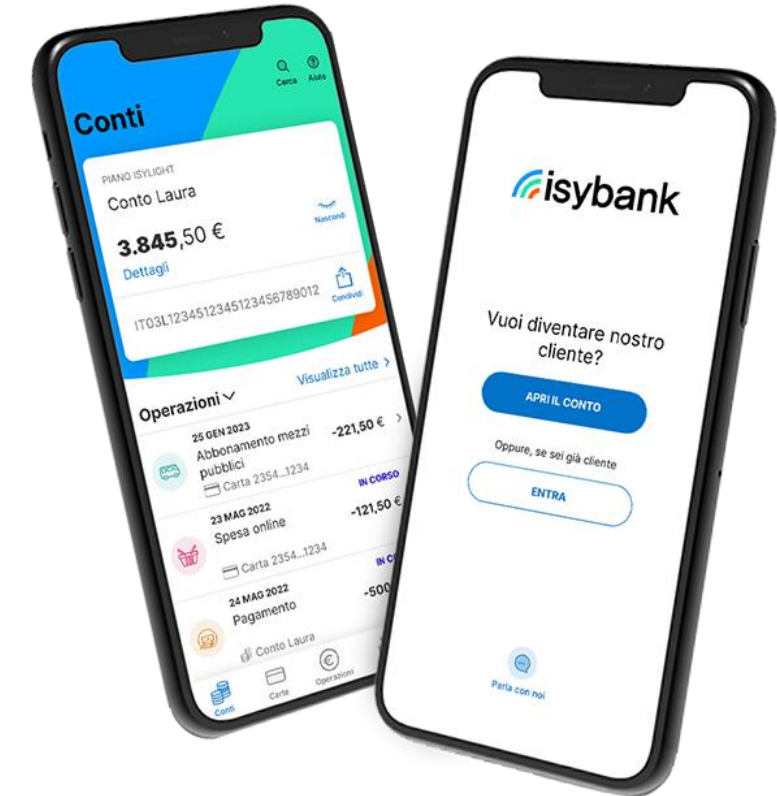 Cerca
Aiuto
Conti
PIANO ISYLIGHT
Conto Laura
3.845,50 €
Nascondi
Dettagli
IT03L1234512345123456789012
Condividi
Operazioni
Visualizza tutte >
25 GEN 2023
Abbonamento mezzi
pubblici
-221,50 € >
Carta 2354...1234
IN CORSO
23 MAG 2022
Spesa online
-121,50 €
Carta 2354...1234
24 MAG 2022
Pagamento
-500
Conto Laura
Conti
Carte
Operazioni
isybank
Vuoi diventare nostro
cliente?
APRI IL CONTO
Oppure, se sei già cliente
ENTRA
Parla con noi